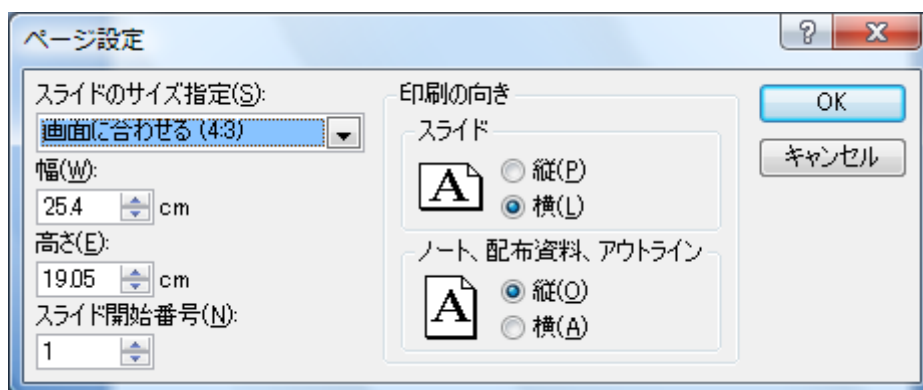 ページ設定
スライドのサイズ指定(S):
画面に合わせる (4:3)
幅(W):
25.4 cm
高さ(E):
19.05 cm
スライド開始番号(N):
1
印刷の向き
スライド
A
縦(P)
横(L)
ノート、配布資料、アウトライン
A
縦(O)
横(A)
OK
キャンセル